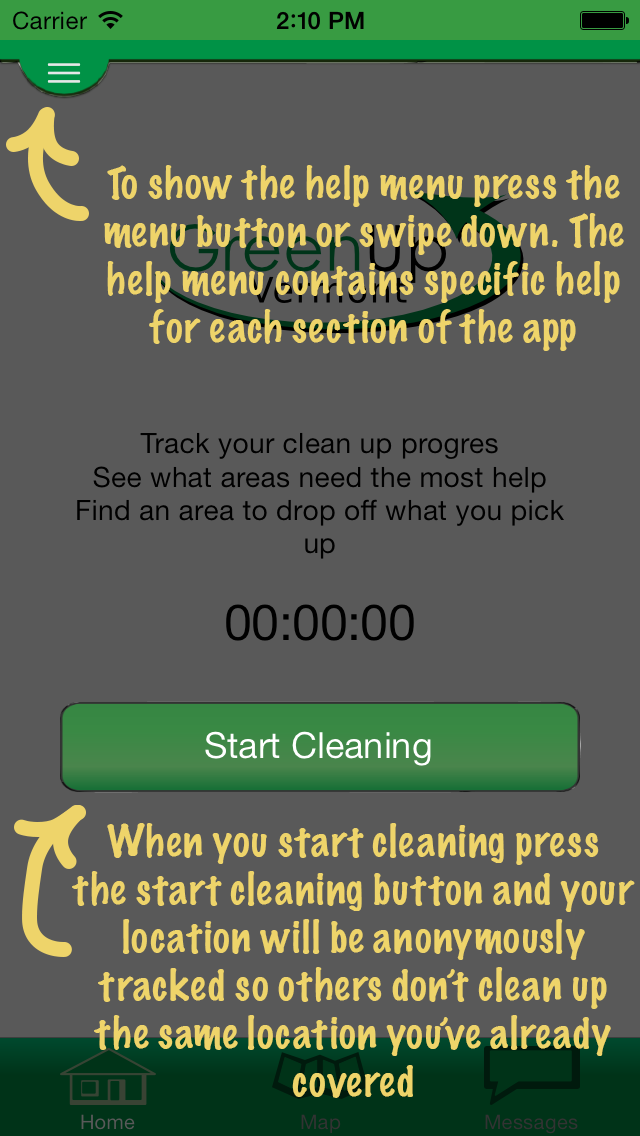 Carrier 2:10 PM
To show the help menu press the
menu button or swipe down. The
help menu contains specific help
for each section of the app
GreenUp
Vermont
Track your clean up progres
See what areas need the most help
Find an area to drop off what you pick
up
00:00:00
Start Cleaning
When you start cleaning press
the start cleaning button and your
location will be anonymously
tracked so others don't clean up
the same location you've already
covered
Home Map Messages